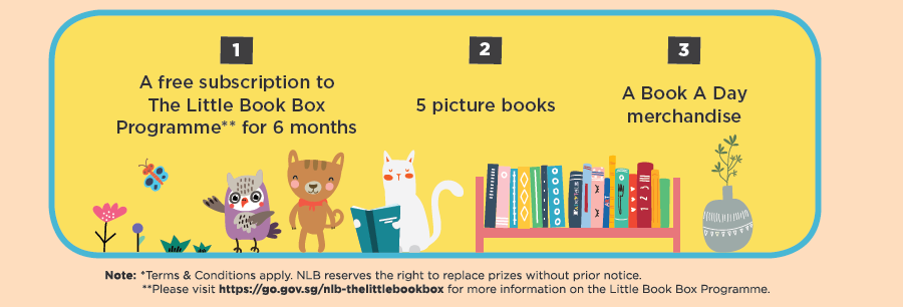 1
A free subscription to
The Little Book Box
Programme** for 6 months
2
5 picture books
3
A Book A Day
merchandise
Note: *Terms & Conditions apply. NLB reserves the right to replace prizes without prior notice.
**Please visit https://go.gov.sg/nlb-thelittlebookbox for more information on the Little Book Box Programme.